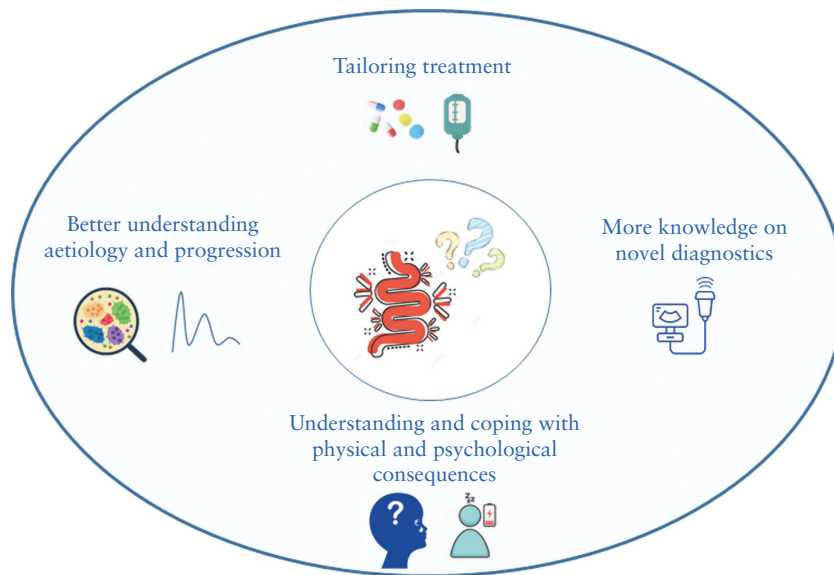 Tailoring treatment
Better understanding
aetiology and progression
More knowledge on
novel diagnostics
? ? ?
Understanding and coping with
physical and psychological
consequences
?
z z z